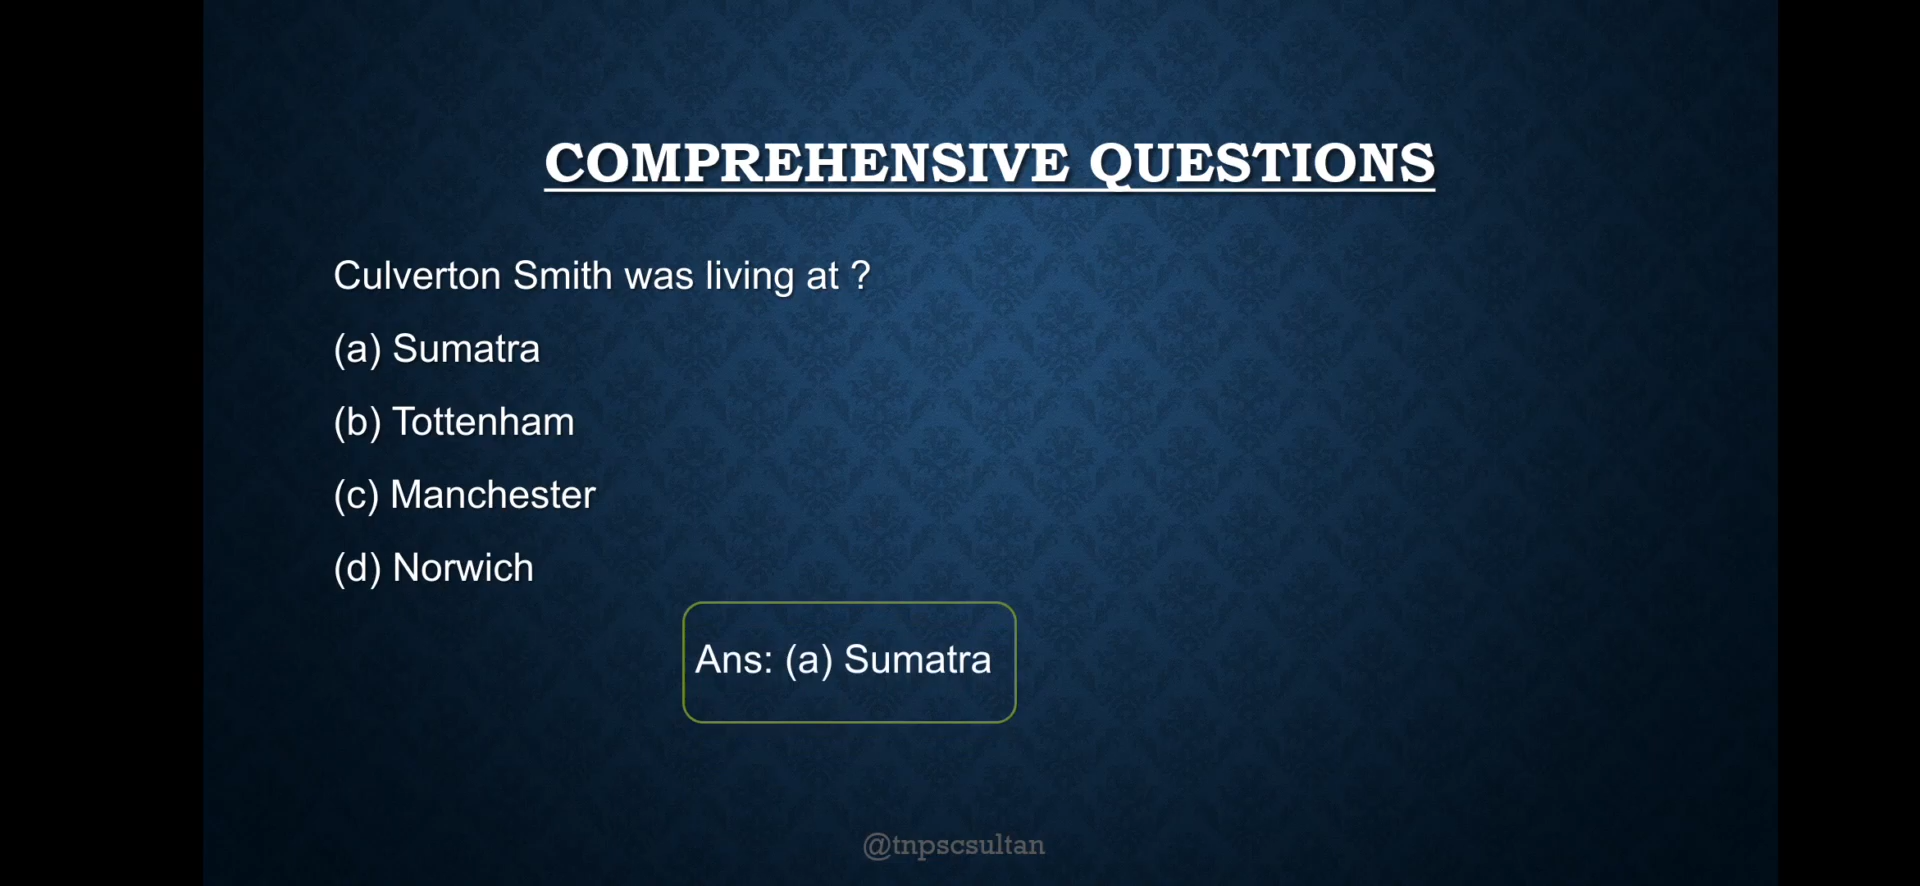 COMPREHENSIVE QUESTIONS
Culverton Smith was living at ?
(a) Sumatra
(b) Tottenham
(c) Manchester
(d) Norwich
Ans: (a) Sumatra
@tnpscsultan